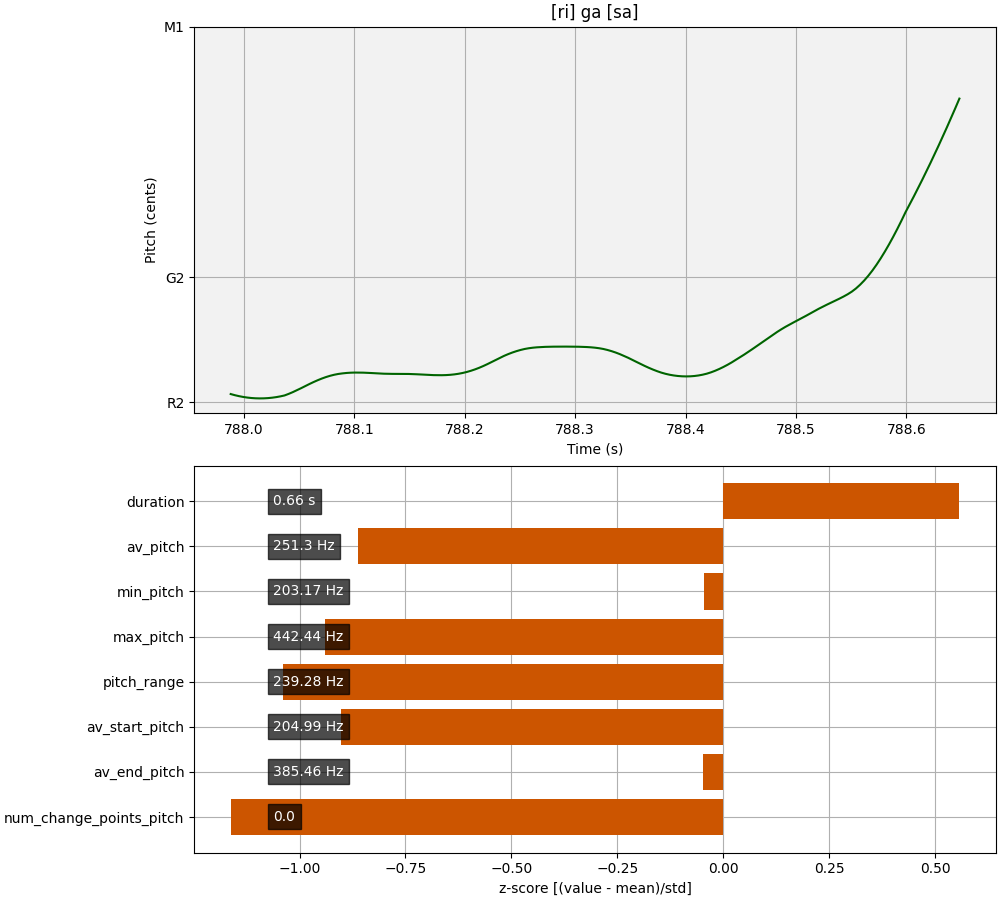 [ri] ga [sa]
M1
G2
R2
Pitch (cents)
788.0 788.1 788.2 788.3 788.4 788.5 788.6
Time (s)
duration 0.66 s
av_pitch 251.3 Hz
min_pitch 203.17 Hz
max_pitch 442.44 Hz
pitch_range 239.28 Hz
av_start_pitch 204.99 Hz
av_end_pitch 385.46 Hz
num_change_points_pitch 0.0
−1.00 −0.75 −0.50 −0.25 0.00 0.25 0.50
z-score [(value - mean)/std]